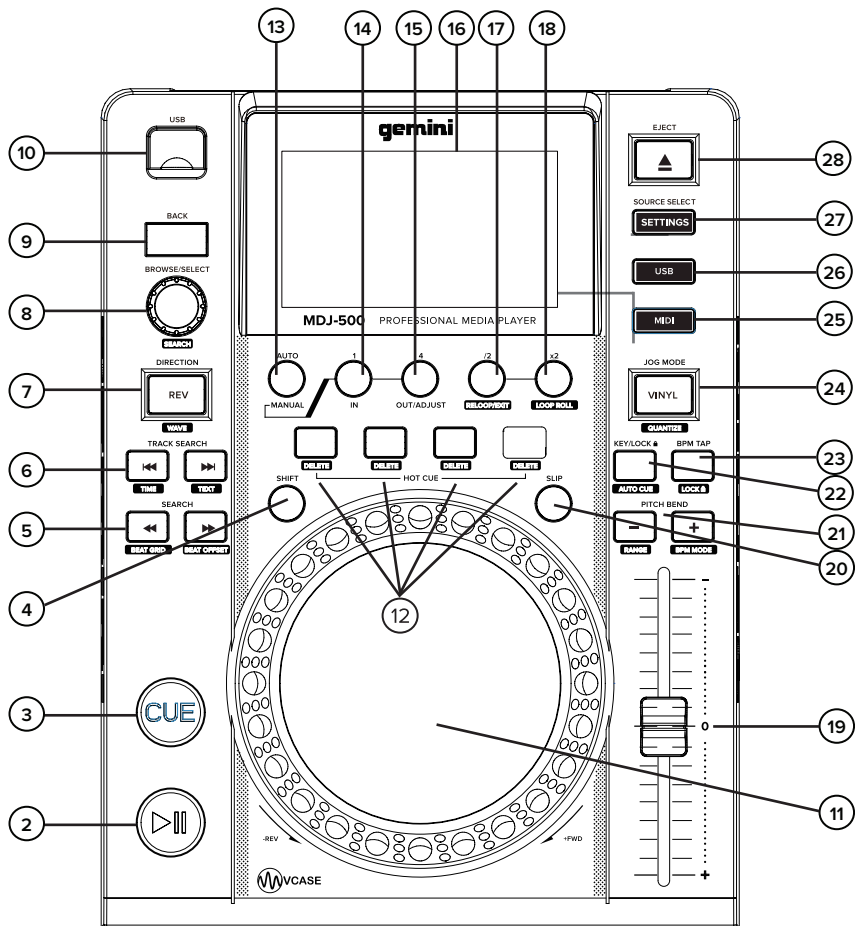 13 14 15 16 17 18
USB
gemini
EJECT
10
28
SOURCE SELECT
SETTINGS
27
BACK
9
USB
26
BROWSE/SELECT
8
MDJ-500 PROFESSIONAL MEDIA PLAYER
MIDI
25
SEARCH
AUTO 1 4 /2 x2
DIRECTION
JOG MODE
7
REV
VINYL
24
MANUAL IN OUT/ADJUST RELOOP/EXIT LOOP ROLL
WAVE
QUANTIZE
TRACK SEARCH
KEY/LOCK BPM TAP
23
6
DELETE DELETE DELETE DELETE
HOT CUE
TIME TEXT
AUTO CUE LOCK
22
SHIFT SLIP
SEARCH
PITCH BEND
5
- +
21
BEAT GRID BEAT OFFSET
RANGE BPM MODE
20
4
-
12
3
CUE
0
19
2
11
-REV +FWD
+
VCASE